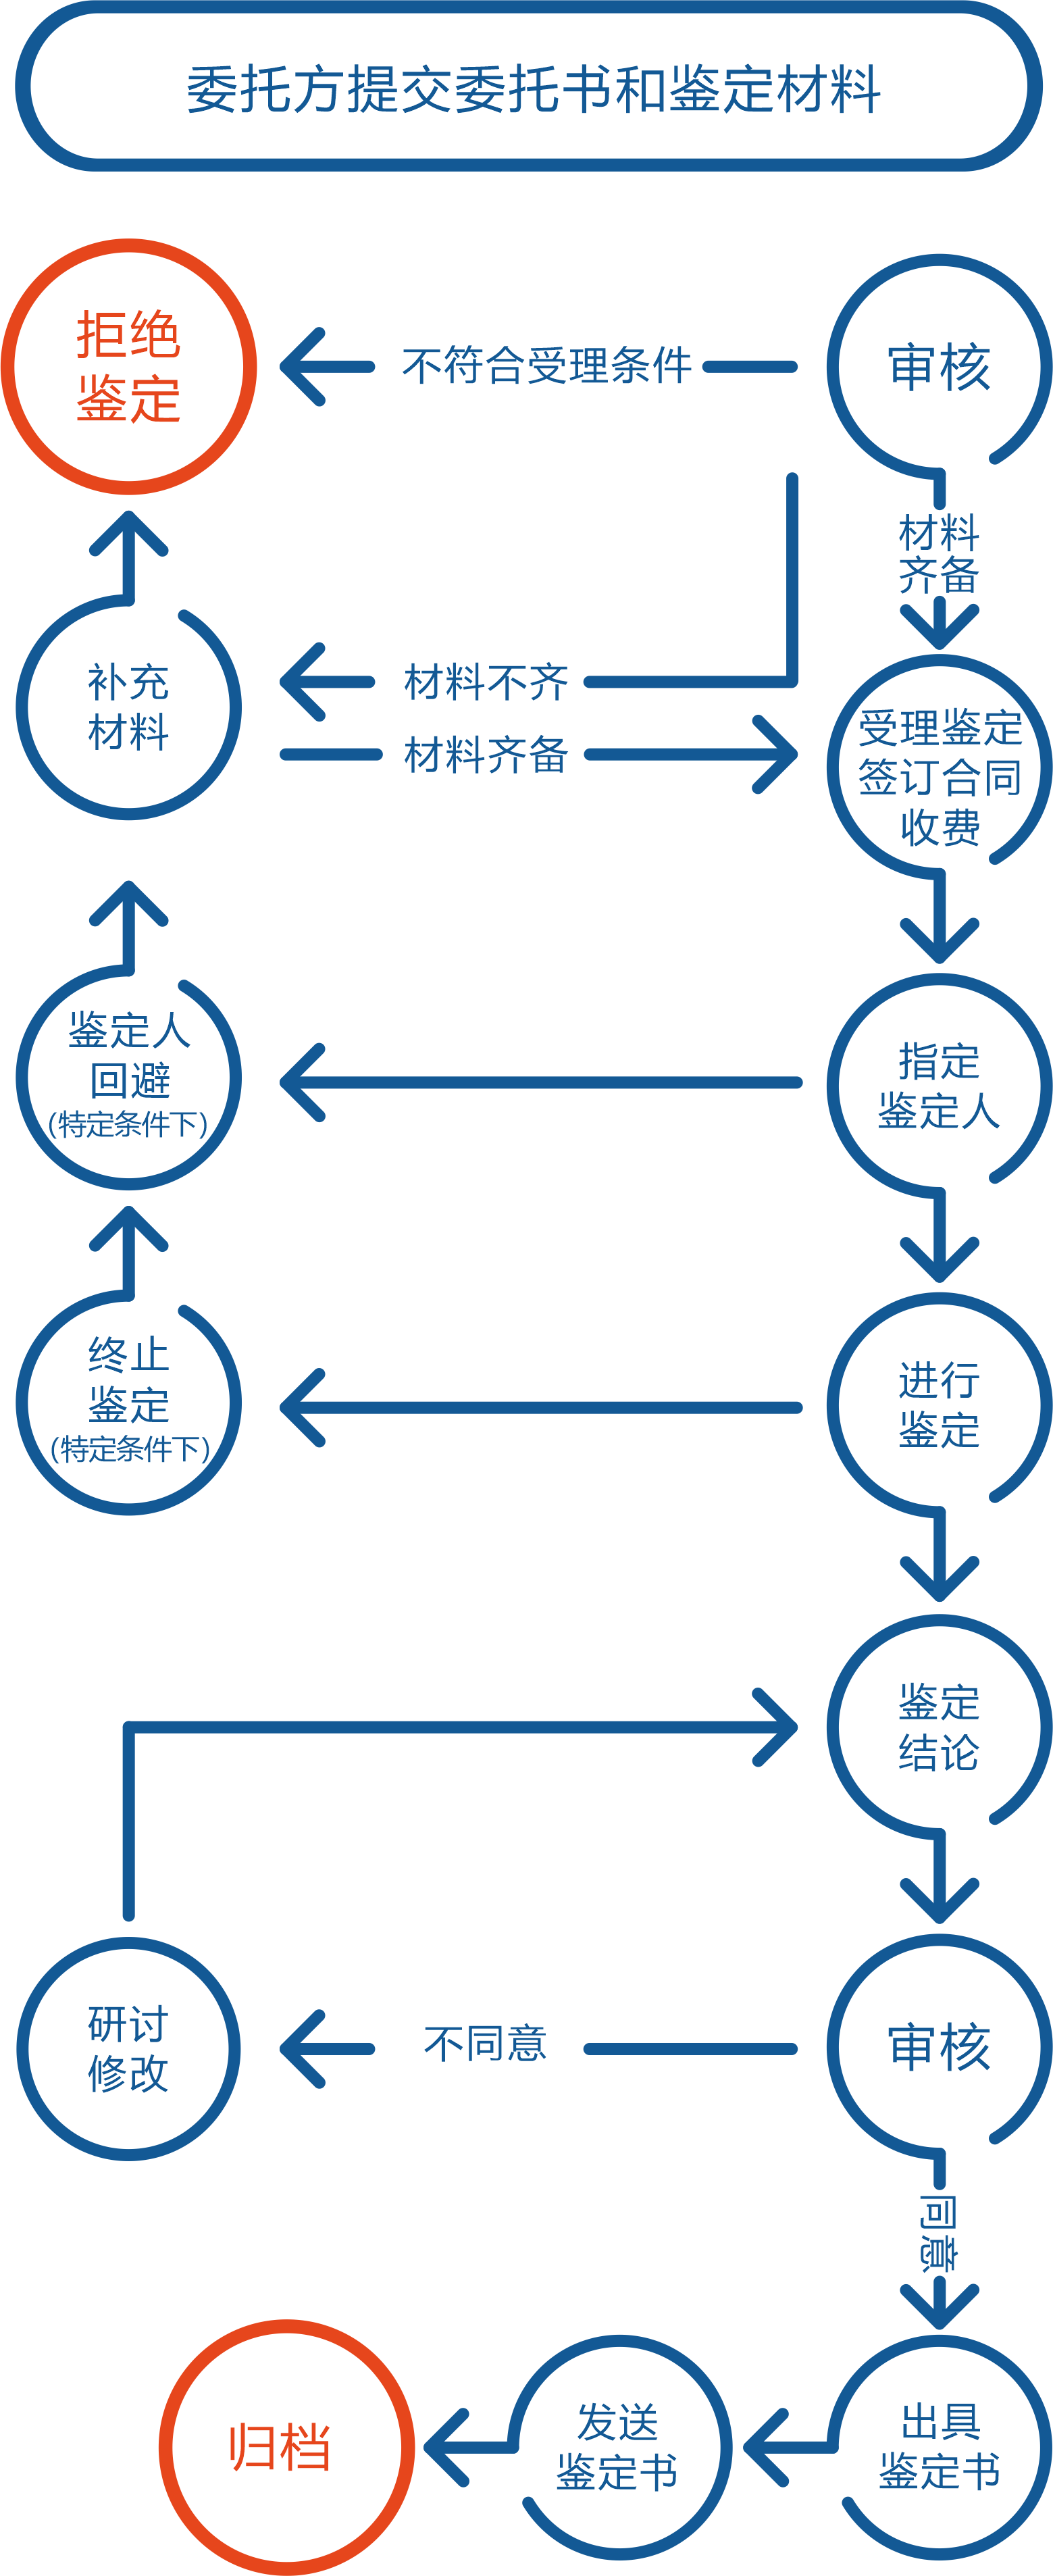 委托方提交委托书和鉴定材料
拒绝
鉴定
不符合受理条件
审核
材料
齐备
补充
材料
材料不齐
材料齐备
受理鉴定
签订合同
收费
鉴定人
回避
(特定条件下)
指定
鉴定人
终止
鉴定
(特定条件下)
进行
鉴定
鉴定
结论
研讨
修改
不同意
审核
同意
归档
发送
鉴定书
出具
鉴定书